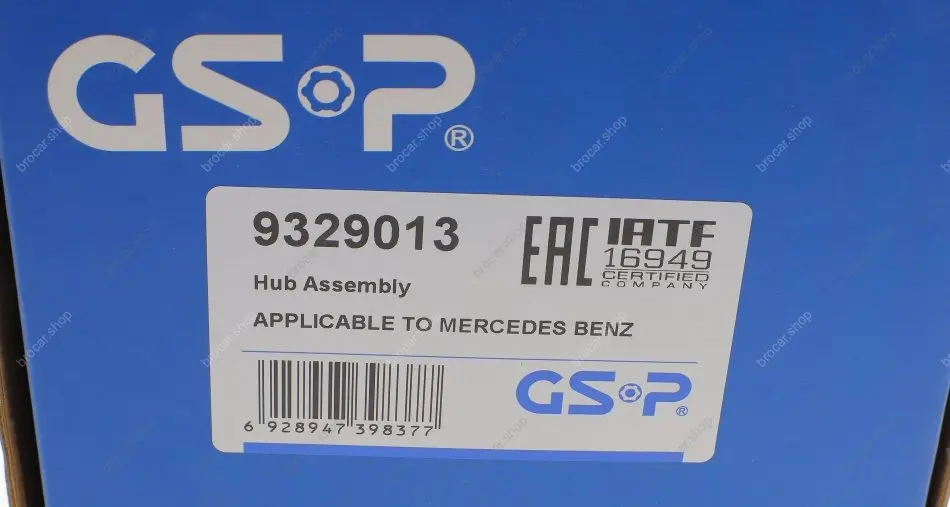 GSP®
9329013
EAC
IATF
16949
CERTIFIED
COMPANY
Hub Assembly
APPLICABLE TO MERCEDES BENZ
6 928947 398377
GSP®
brocar.shop